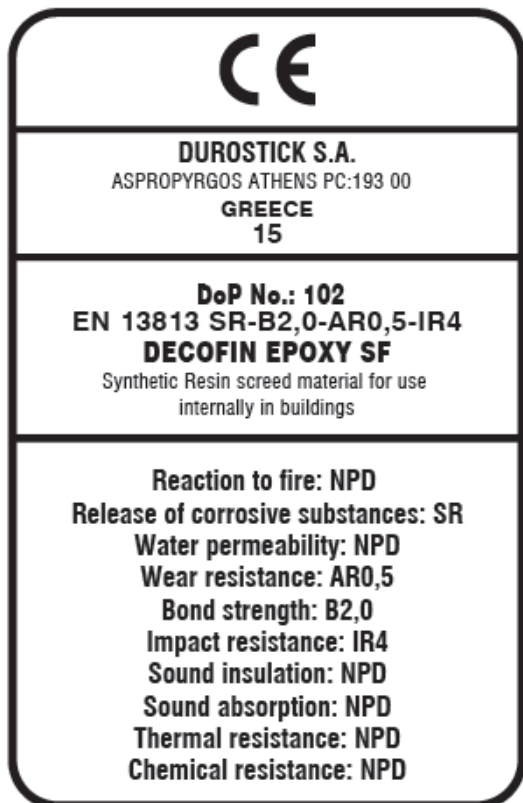 CE
DUROSTICK S.A.
ASPROPYRGOS ATHENS PC:193 00
GREECE
15
DoP No.: 102
EN 13813 SR-B2,0-AR0,5-IR4
DECOFIN EPOXY SF
Synthetic Resin screed material for use
internally in buildings
Reaction to fire: NPD
Release of corrosive substances: SR
Water permeability: NPD
Wear resistance: AR0,5
Bond strength: B2,0
Impact resistance: IR4
Sound insulation: NPD
Sound absorption: NPD
Thermal resistance: NPD
Chemical resistance: NPD